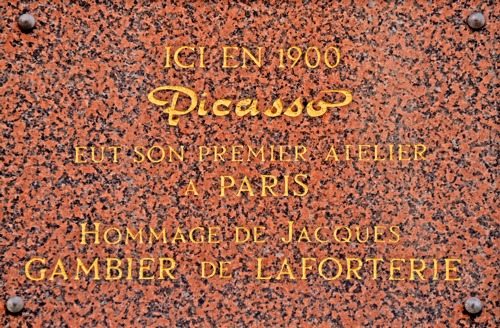 ICI EN 1900
Picasso
EUT SON PREMIER ATELIER
A PARIS
HOMMAGE DE JACQUES
GAMBIER DE LAFORTERIE